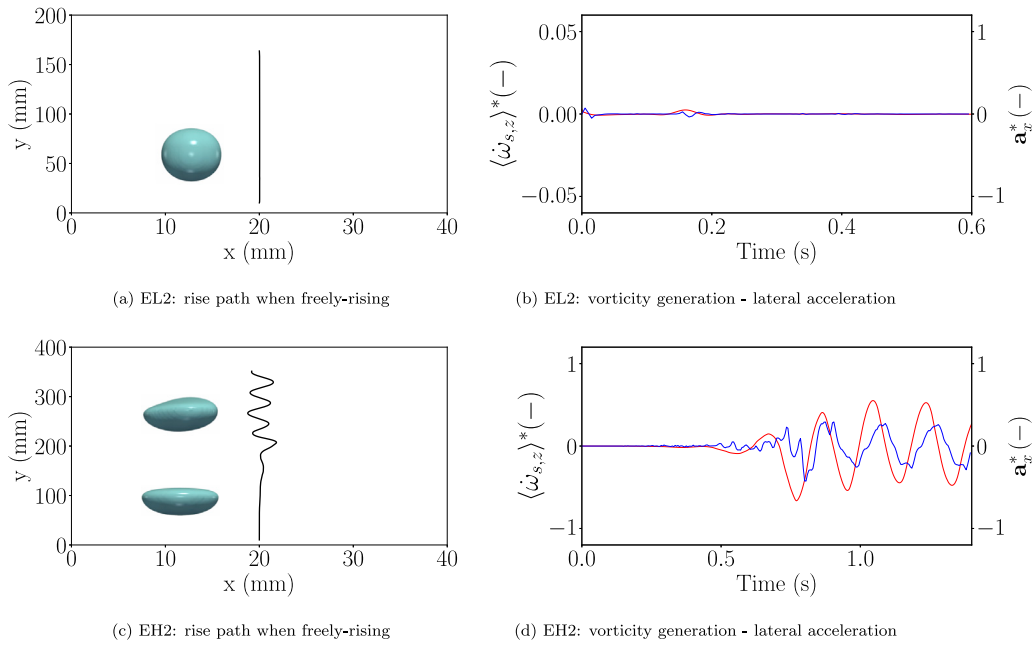 200
150
100
50
0
y (mm)
0 10 20 30 40
x (mm)
0.05
0.00
−0.05
⟨ω̇ₛ,𝓏⟩*(−)
1
0
−1
𝐚ₓ*(−)
0.0 0.2 0.4 0.6
Time (s)
(a) EL2: rise path when freely-rising
(b) EL2: vorticity generation - lateral acceleration
400
300
200
100
0
y (mm)
0 10 20 30 40
x (mm)
1
0
−1
⟨ω̇ₛ,𝓏⟩*(−)
1
0
−1
𝐚ₓ*(−)
0.0 0.5 1.0
Time (s)
(c) EH2: rise path when freely-rising
(d) EH2: vorticity generation - lateral acceleration